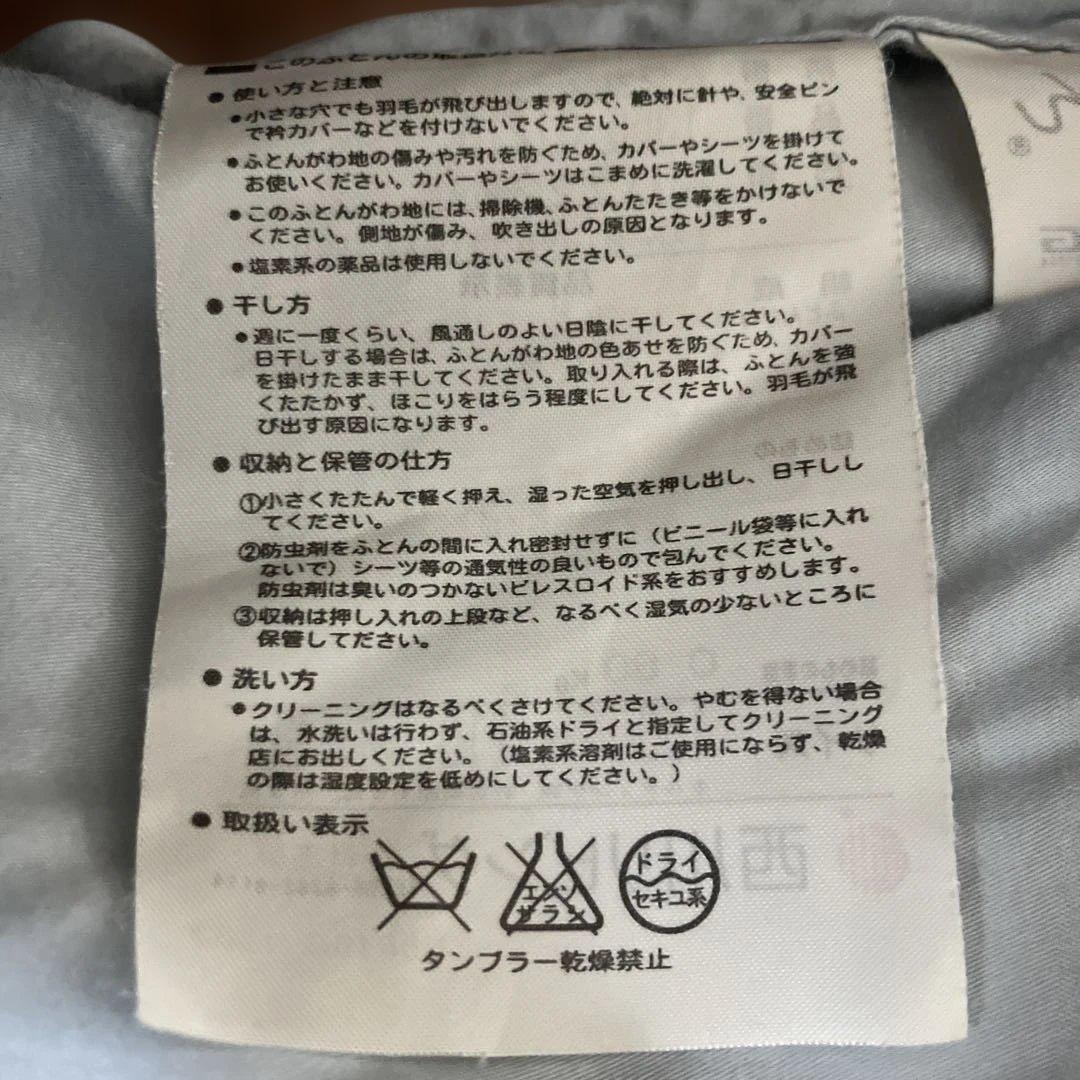 このふとんの取扱方法
● 使い方と注意
●小さな穴でも羽毛が飛び出しますので、絶対に針や、安全ピン
で衿カバーなどを付けないでください。
●ふとんがわ地の傷みや汚れを防ぐため、カバーやシーツを掛けて
お使いください。カバーやシーツはこまめに洗濯してください。
●このふとんがわ地には、掃除機、ふとんたたき等をかけないで
ください。側地が傷み、吹き出しの原因となります。
●塩素系の薬品は使用しないでください。
● 干し方
●週に一度くらい、風通しのよい日陰に干してください。
日干しする場合は、ふとんがわ地の色あせを防ぐため、カバー
を掛けたまま干してください。取り入れる際は、ふとんを強
くたたかず、ほこりをはらう程度にしてください。羽毛が飛
び出す原因になります。
● 収納と保管の仕方
①小さくたたんで軽く押え、湿った空気を押し出し、日干しし
てください。
②防虫剤をふとんの間に入れ密封せずに（ビニール袋等に入れ
ないで）シーツ等の通気性の良いもので包んでください。
防虫剤は臭いのつかないピレスロイド系をおすすめします。
③収納は押し入れの上段など、なるべく湿気の少ないところに
保管してださい。
● 洗い方
●クリーニングはなるべくさけてください。やむを得ない場合
は、水洗いは行わず、石油系ドライと指定してクリーニング
店にお出しください。（塩素系溶剤はご使用にならず、乾燥
の際は湿度設定を低めにしてください。）
● 取扱い表示
エンソ
サラシ
ドライ
セキユ系
タンブラー乾燥禁止